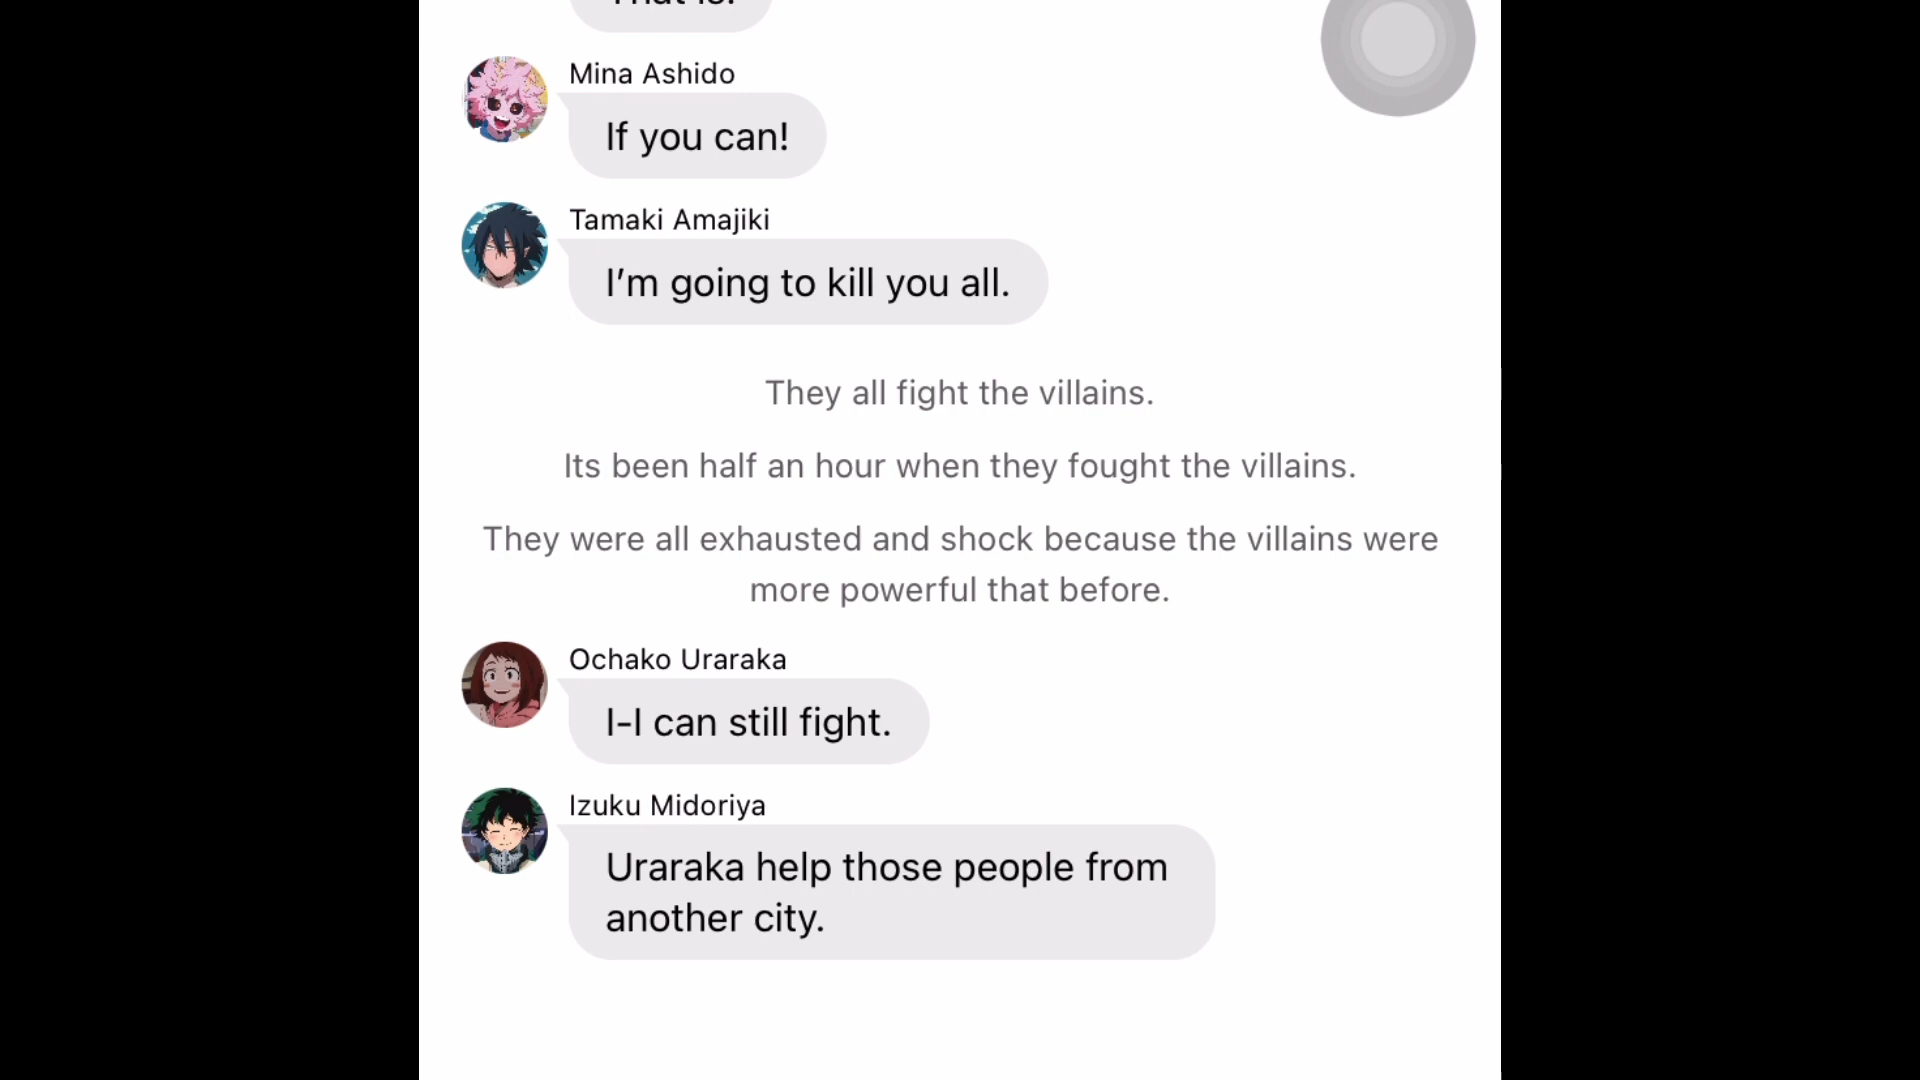 That is.
Mina Ashido
If you can!
Tamaki Amajiki
I’m going to kill you all.
They all fight the villains.
Its been half an hour when they fought the villains.
They were all exhausted and shock because the villains were
more powerful that before.
Ochako Uraraka
I-I can still fight.
Izuku Midoriya
Uraraka help those people from
another city.